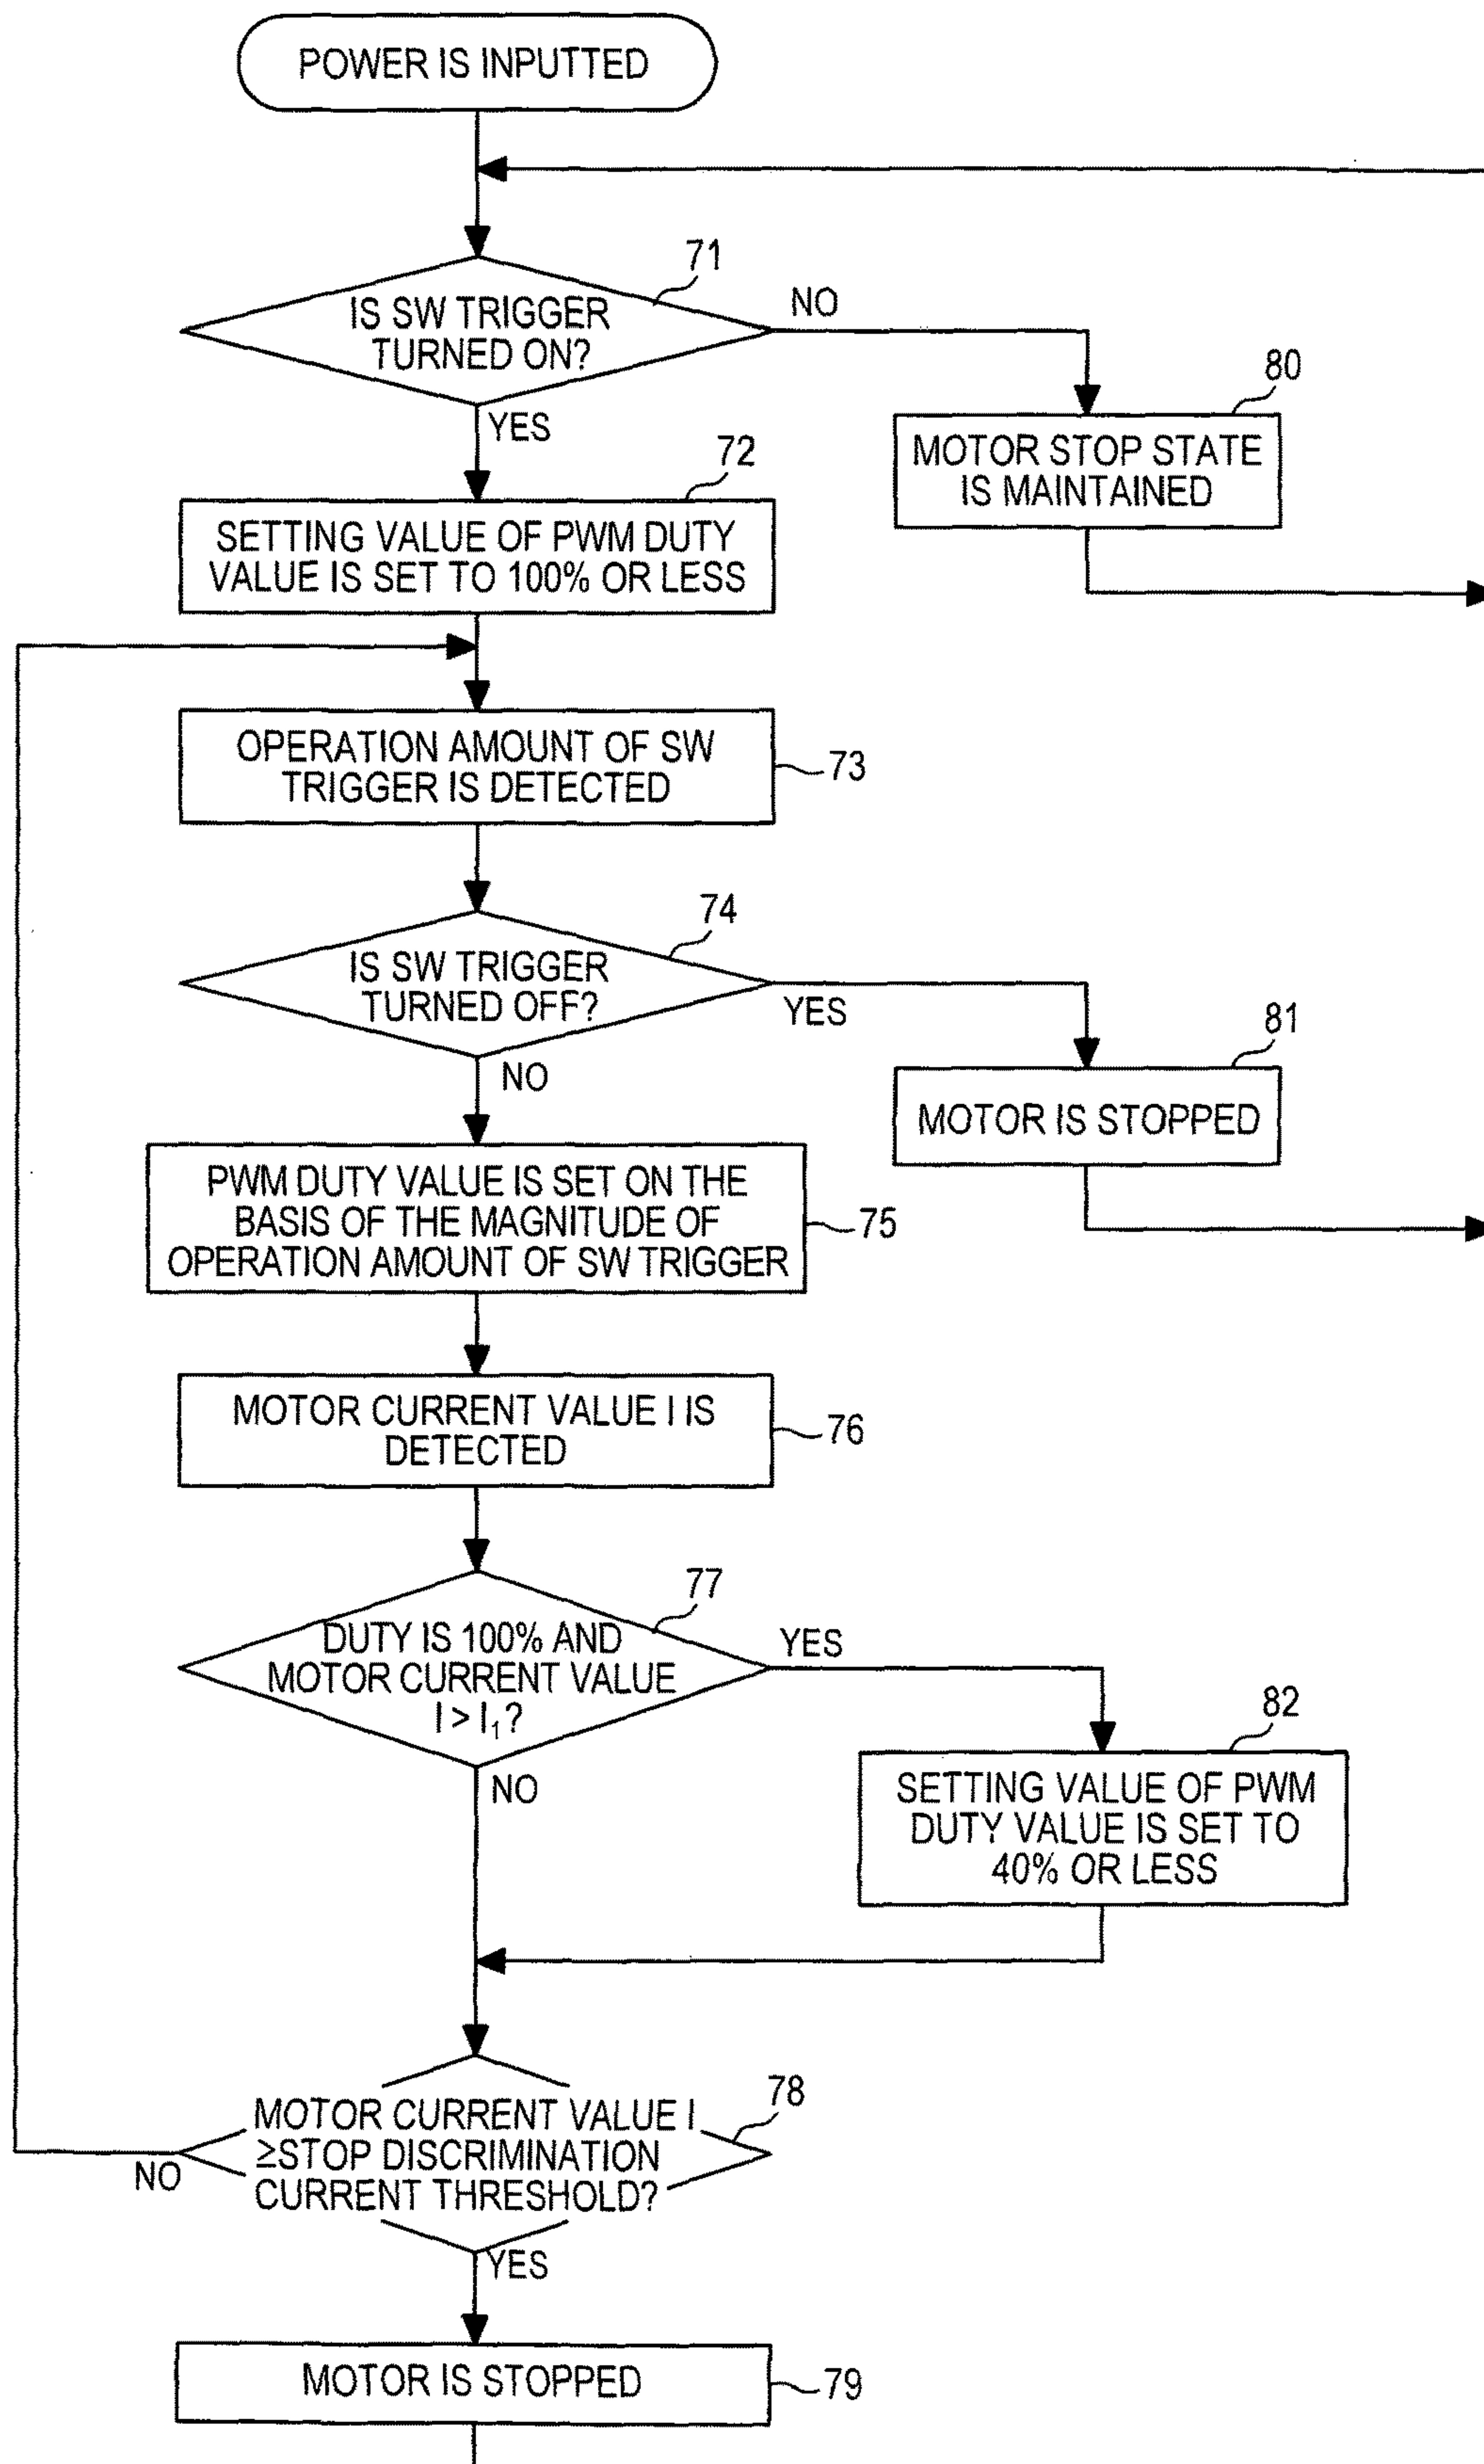 POWER IS INPUTTED
71
IS SW TRIGGER
TURNED ON?
NO
YES
80
MOTOR STOP STATE
IS MAINTAINED
72
SETTING VALUE OF PWM DUTY
VALUE IS SET TO 100% OR LESS
OPERATION AMOUNT OF SW
TRIGGER IS DETECTED
73
74
IS SW TRIGGER
TURNED OFF?
YES
NO
81
MOTOR IS STOPPED
PWM DUTY VALUE IS SET ON THE
BASIS OF THE MAGNITUDE OF
OPERATION AMOUNT OF SW TRIGGER
75
MOTOR CURRENT VALUE I IS
DETECTED
76
77
DUTY IS 100% AND
MOTOR CURRENT VALUE
I > I₁?
YES
NO
82
SETTING VALUE OF PWM
DUTY VALUE IS SET TO
40% OR LESS
78
MOTOR CURRENT VALUE I
≥STOP DISCRIMINATION
CURRENT THRESHOLD?
NO
YES
MOTOR IS STOPPED
79